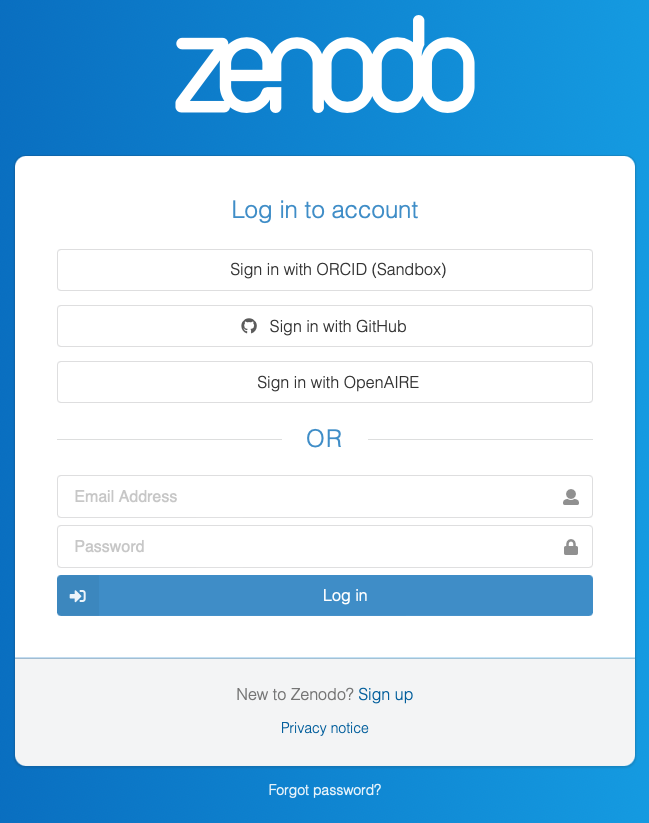 zenodo
Log in to account
Sign in with ORCID (Sandbox)
Sign in with GitHub
Sign in with OpenAIRE
OR
Email Address
Password
Log in
New to Zenodo? Sign up
Privacy notice
Forgot password?